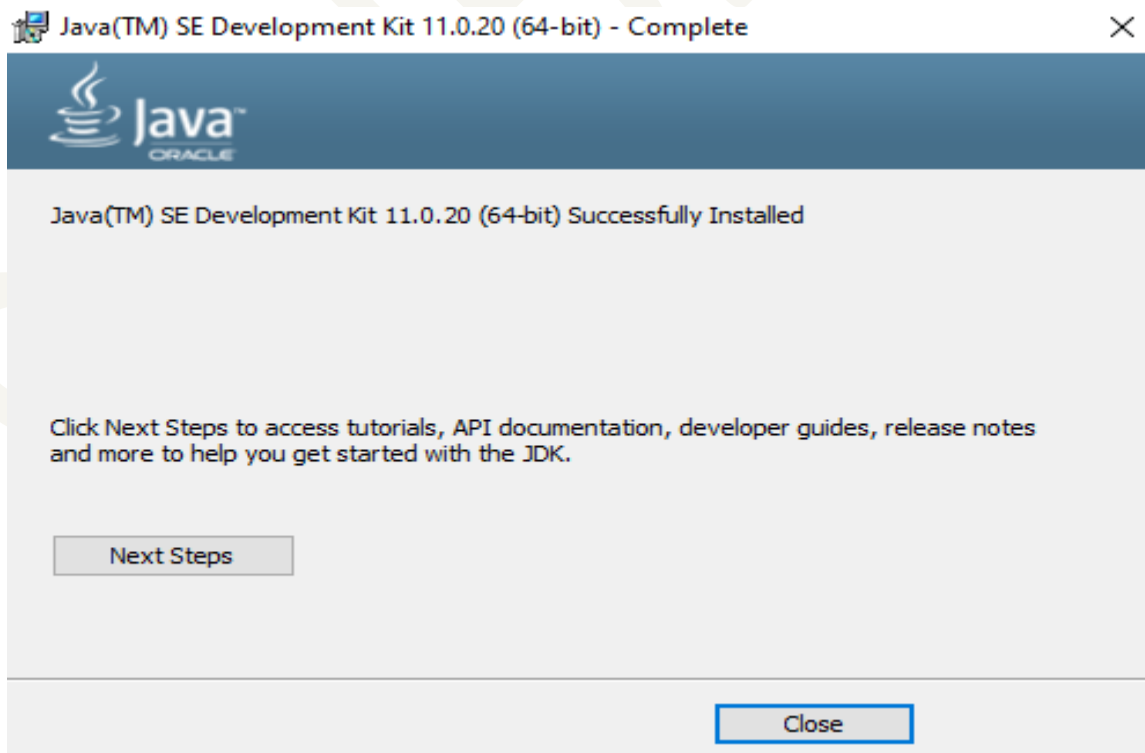 Java(TM) SE Development Kit 11.0.20 (64-bit) - Complete
Java™
ORACLE
Java(TM) SE Development Kit 11.0.20 (64-bit) Successfully Installed
Click Next Steps to access tutorials, API documentation, developer guides, release notes
and more to help you get started with the JDK.
Next Steps
Close